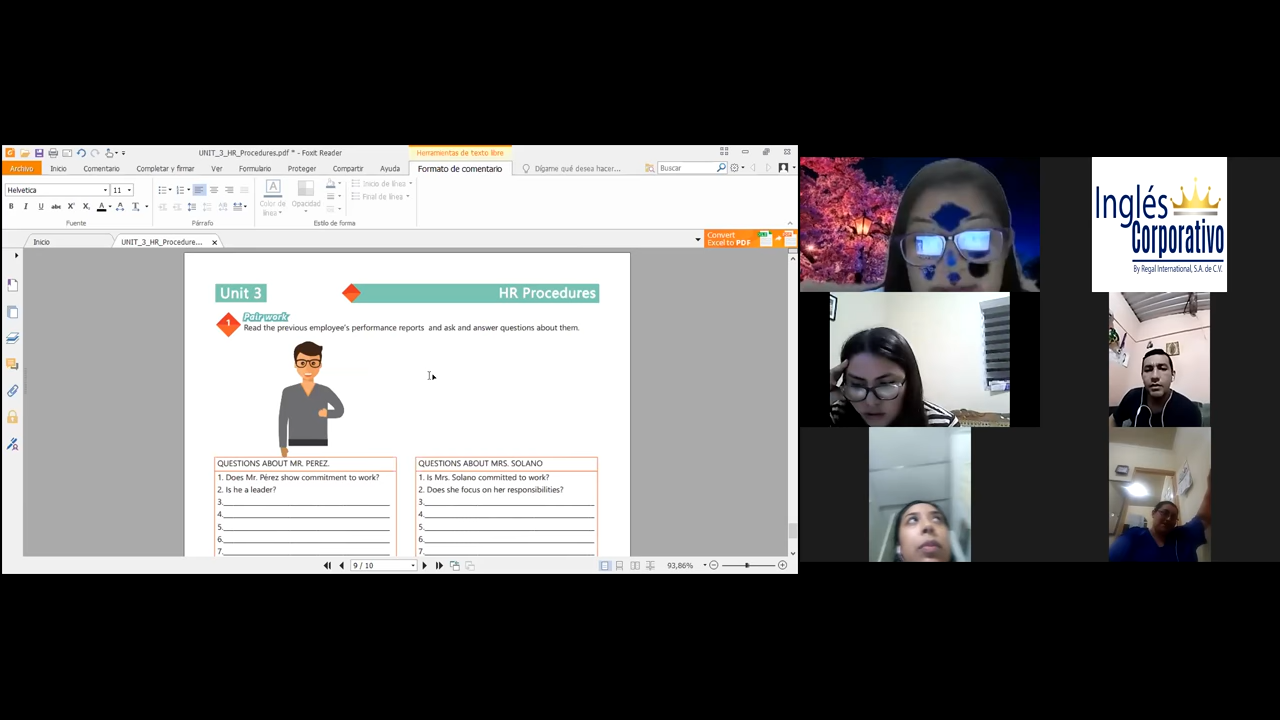 UNIT_3_HR_Procedures.pdf * - Foxit Reader
Herramientas de texto libre
Archivo Inicio Comentario Completar y firmar Ver Formulario Proteger Compartir Ayuda Formato de comentario Dígame qué desea hacer... Buscar
Helvetica 11
Color de línea Opacidad Inicio de línea Final de línea
Fuente Párrafo Estilo de forma
Inicio UNIT_3_HR_Procedure... Convert Excel to PDF
Unit 3 HR Procedures
1 Pair work
Read the previous employee's performance reports and ask and answer questions about them.
QUESTIONS ABOUT MR. PEREZ.
1. Does Mr. Pérez show commitment to work?
2. Is he a leader?
3.
4.
5.
6.
7.
QUESTIONS ABOUT MRS. SOLANO
1. Is Mrs. Solano committed to work?
2. Does she focus on her responsibilities?
3.
4.
5.
6.
7.
9 / 10 93,86%
Inglés
Corporativo
By Regal International, S.A. de C.V.